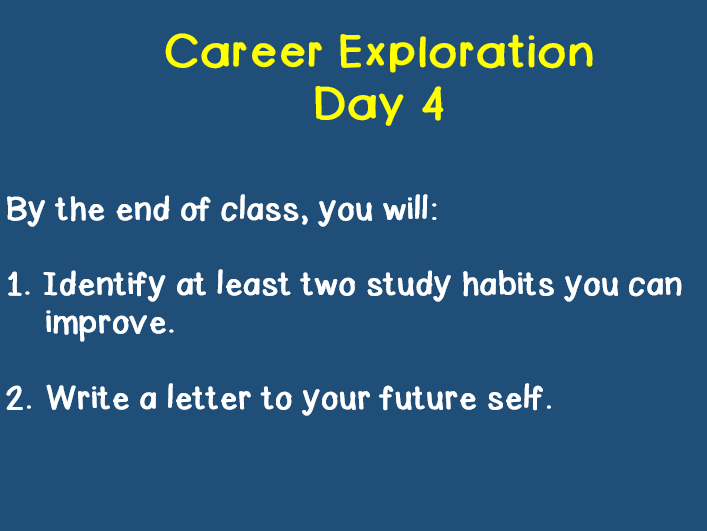 Career Exploration
Day 4
By the end of class, you will:
1. Identify at least two study habits you can
improve.
2. Write a letter to your future self.